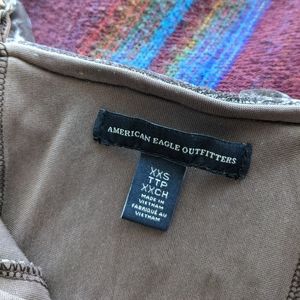 AMERICAN EAGLE OUTFITTERS
XXS
TTP
XXCH
MADE IN
VIETNAM
FABRIQUÉ AU
VIETNAM